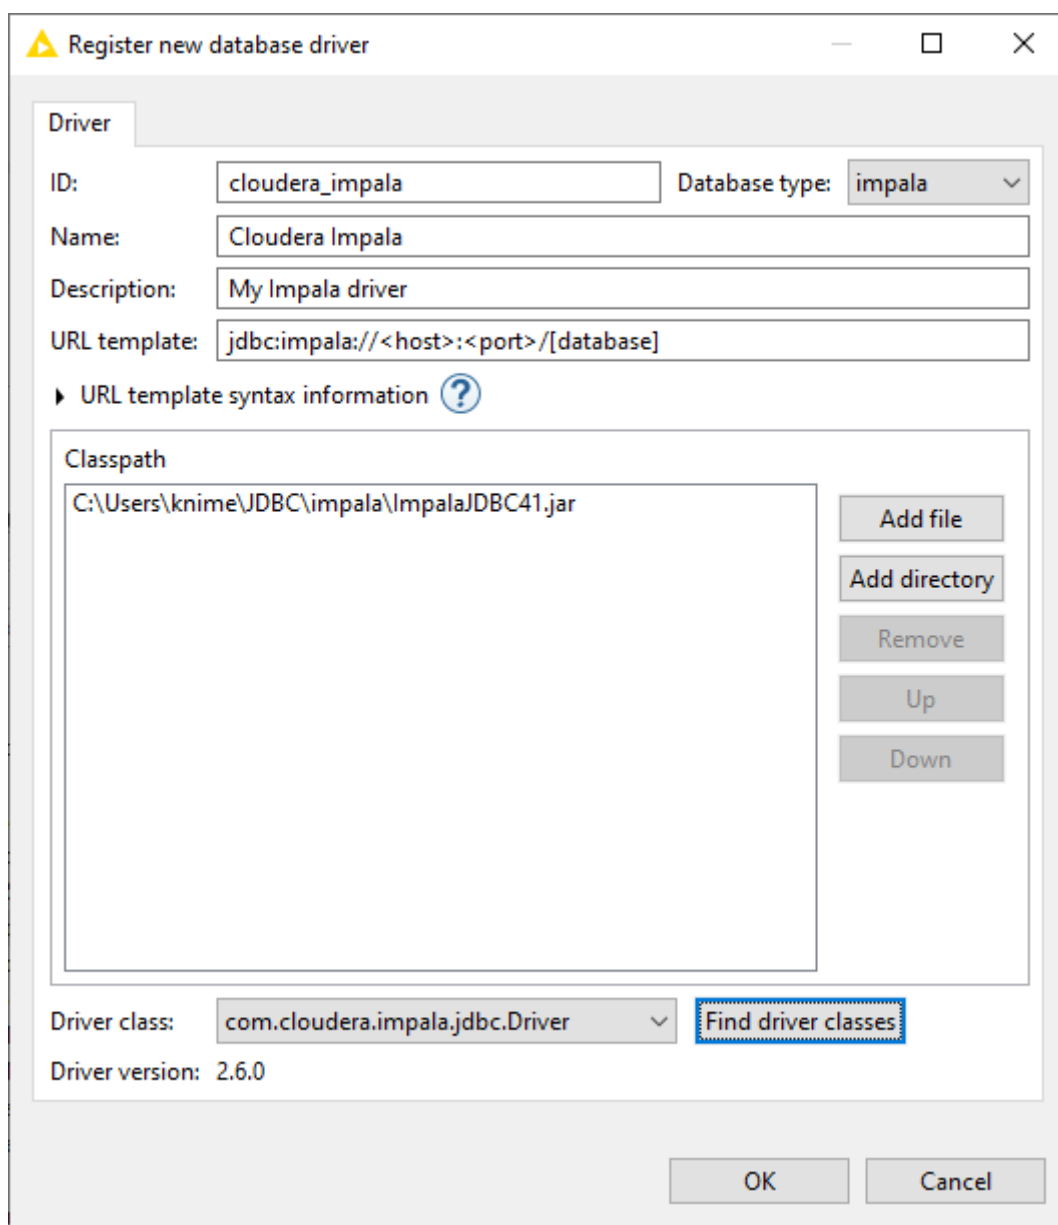 Register new database driver
Driver
ID: cloudera_impala Database type: impala
Name: Cloudera Impala
Description: My Impala driver
URL template: jdbc:impala://<host>:<port>/[database]
URL template syntax information ?
Classpath
C:\Users\knime\JDBC\impala\ImpalaJDBC41.jar
Add file
Add directory
Remove
Up
Down
Driver class: com.cloudera.impala.jdbc.Driver Find driver classes
Driver version: 2.6.0
OK Cancel